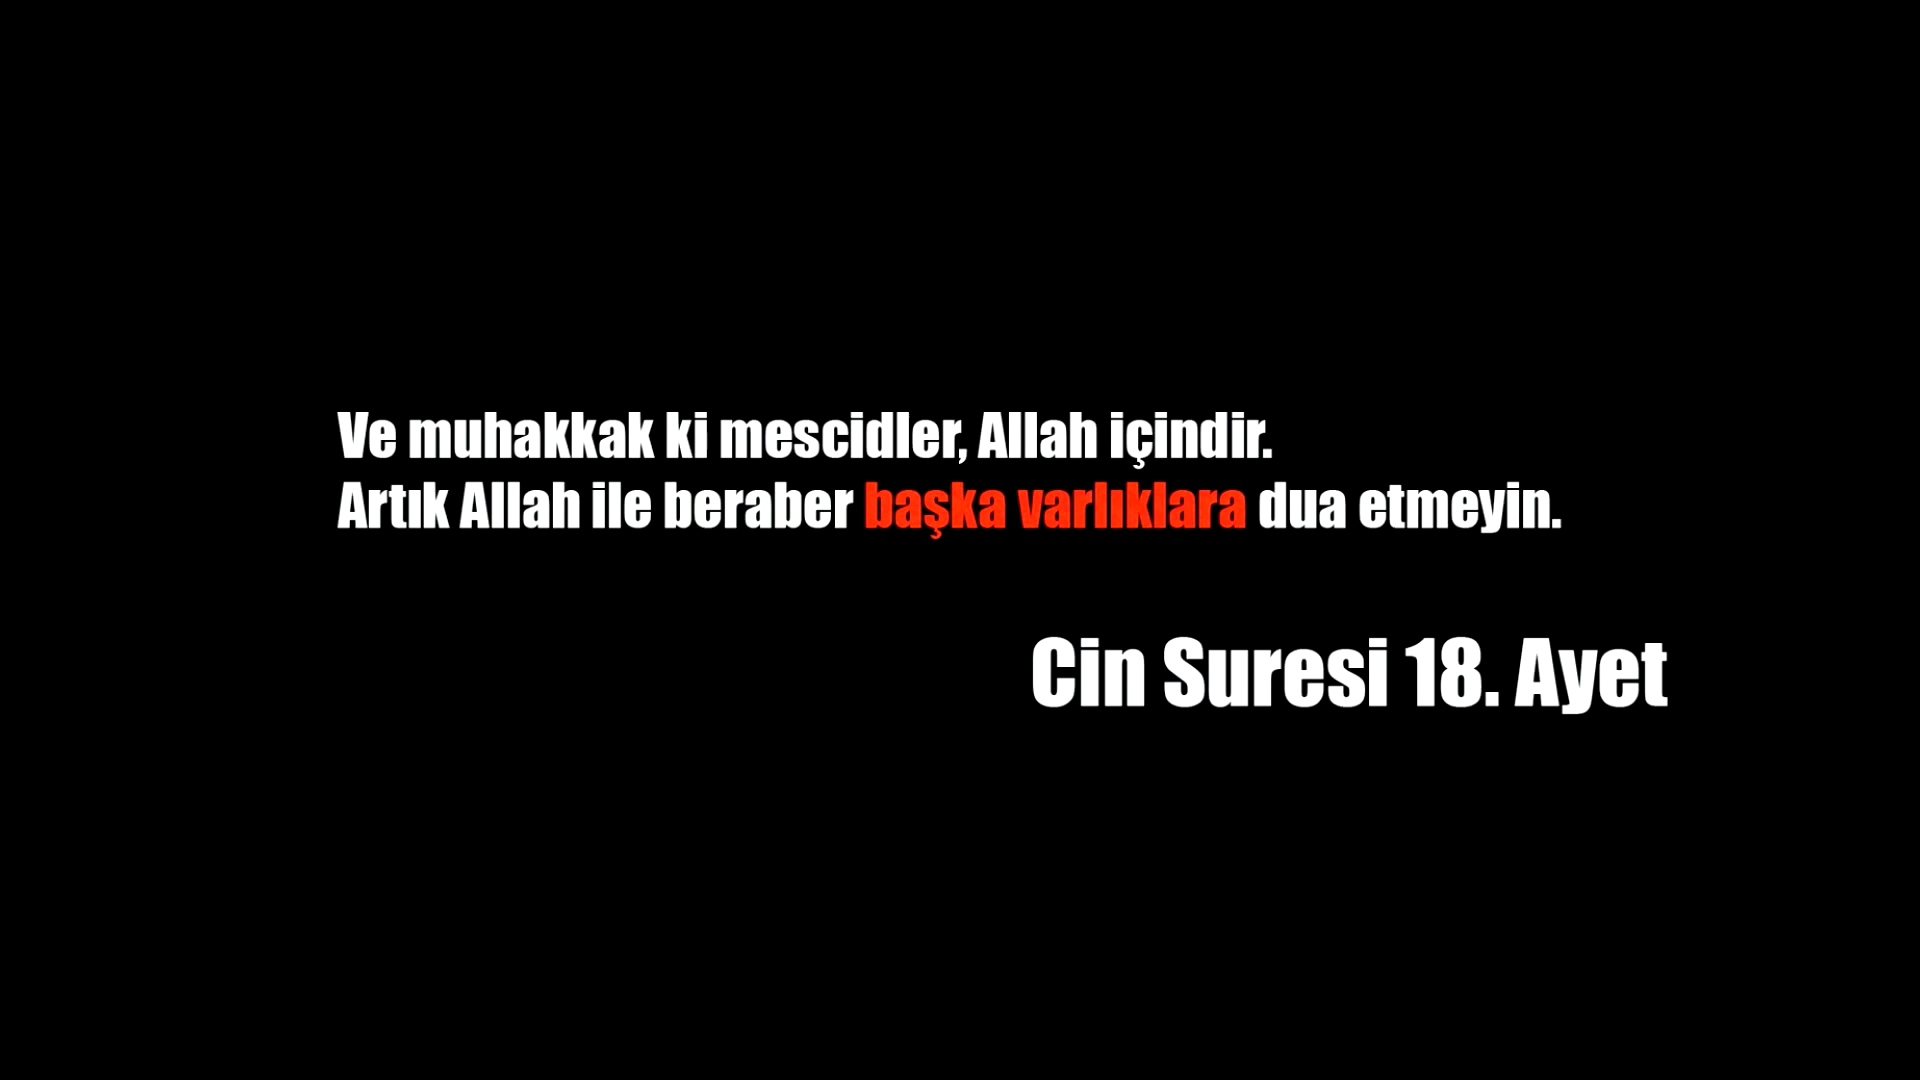 Ve muhakkak ki mescidler, Allah içindir.
Artık Allah ile beraber başka varlıklara dua etmeyin.
Cin Suresi 18. Ayet